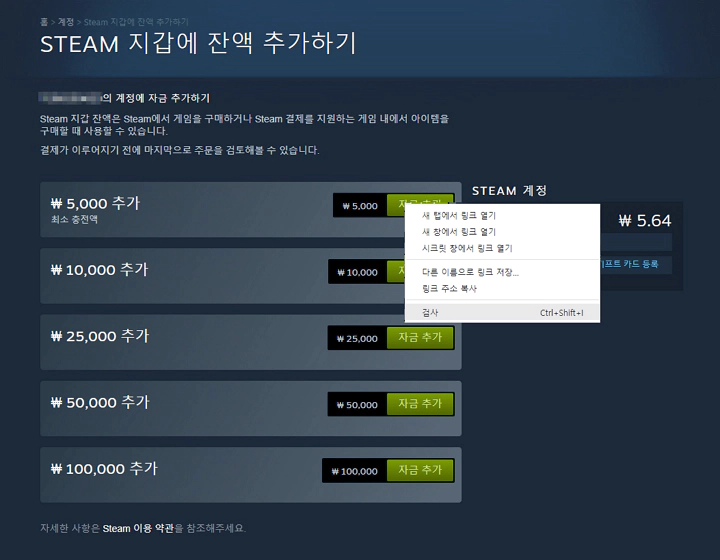 홈 > 계정 > Steam 지갑에 잔액 추가하기
STEAM 지갑에 잔액 추가하기
의 계정에 자금 추가하기
Steam 지갑 잔액은 Steam에서 게임을 구매하거나 Steam 결제를 지원하는 게임 내에서 아이템을
구매할 때 사용할 수 있습니다.
결제가 이루어지기 전에 마지막으로 주문을 검토해볼 수 있습니다.
₩ 5,000 추가
최소 충전액
₩ 5,000
₩ 10,000 추가
₩ 10,000
₩ 25,000 추가
₩ 25,000 자금 추가
₩ 50,000 추가
₩ 50,000 자금 추가
₩ 100,000 추가
₩ 100,000 자금 추가
자세한 사항은 Steam 이용 약관을 참조해주세요.
STEAM 계정
₩ 5.64
기프트 카드 등록
새 탭에서 링크 열기
새 창에서 링크 열기
시크릿 창에서 링크 열기
다른 이름으로 링크 저장...
링크 주소 복사
검사 Ctrl+Shift+I